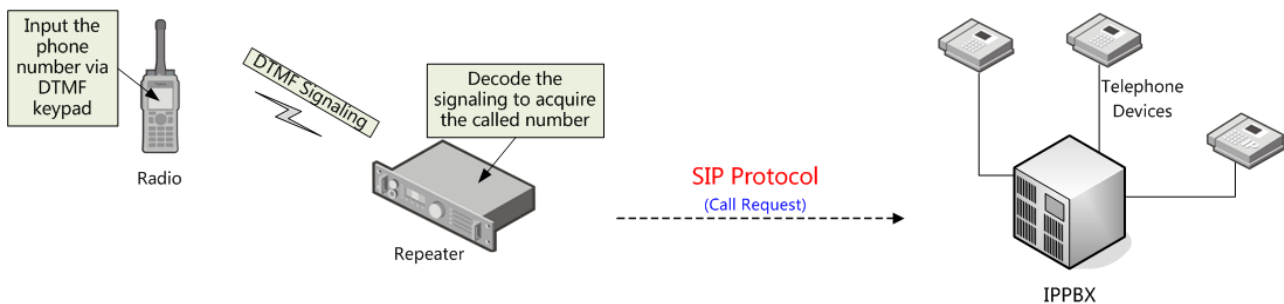 Input the
phone
number via
DTMF
keypad
Radio
DTMF Signaling
Decode the
signaling to acquire
the called number
Repeater
SIP Protocol
(Call Request)
Telephone
Devices
IP
IPPBX